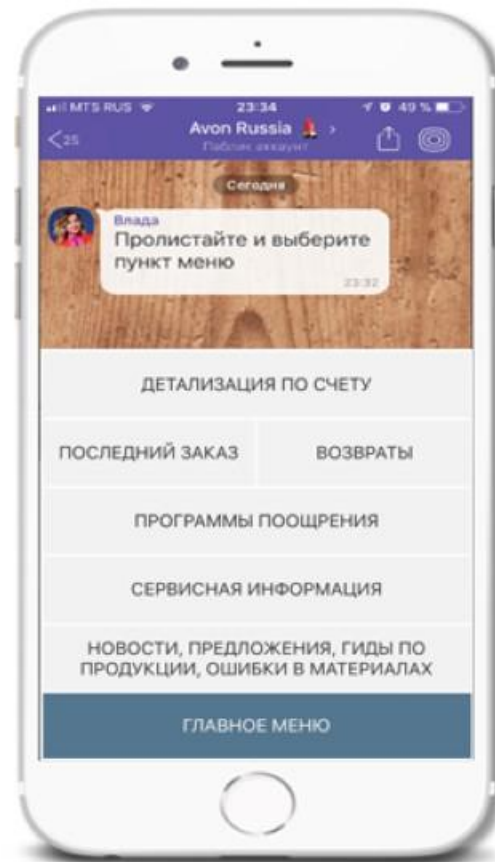 MTS RUS 23:34 49 %
<25 Avon Russia 💄 >
Паблик аккаунт
Сегодня
Влада
Пролистайте и выберите
пункт меню
23:32
ДЕТАЛИЗАЦИЯ ПО СЧЕТУ
ПОСЛЕДНИЙ ЗАКАЗ
ВОЗВРАТЫ
ПРОГРАММЫ ПООЩРЕНИЯ
СЕРВИСНАЯ ИНФОРМАЦИЯ
НОВОСТИ, ПРЕДЛОЖЕНИЯ, ГИДЫ ПО
ПРОДУКЦИИ, ОШИБКИ В МАТЕРИАЛАХ
ГЛАВНОЕ МЕНЮ